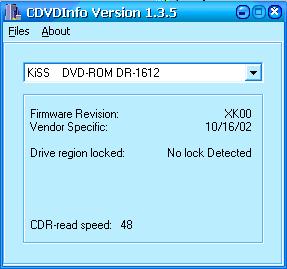 CDVDInfo Version 1.3.5
Files About
KiSS DVD-ROM DR-1612
Firmware Revision: XK00
Vendor Specific: 10/16/02
Drive region locked: No lock Detected
CDR-read speed: 48